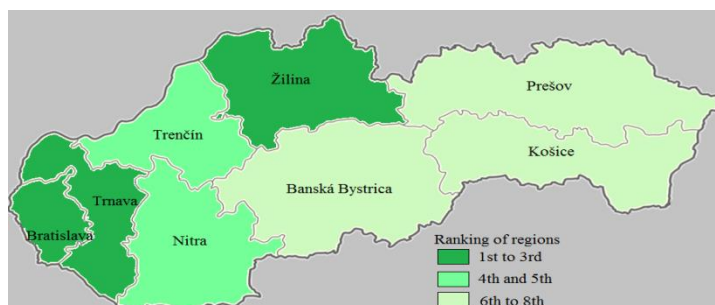 Žilina
Prešov
Trenčín
Košice
Banská Bystrica
Trnava
Bratislava
Nitra
Ranking of regions
1st to 3rd
4th and 5th
6th to 8th